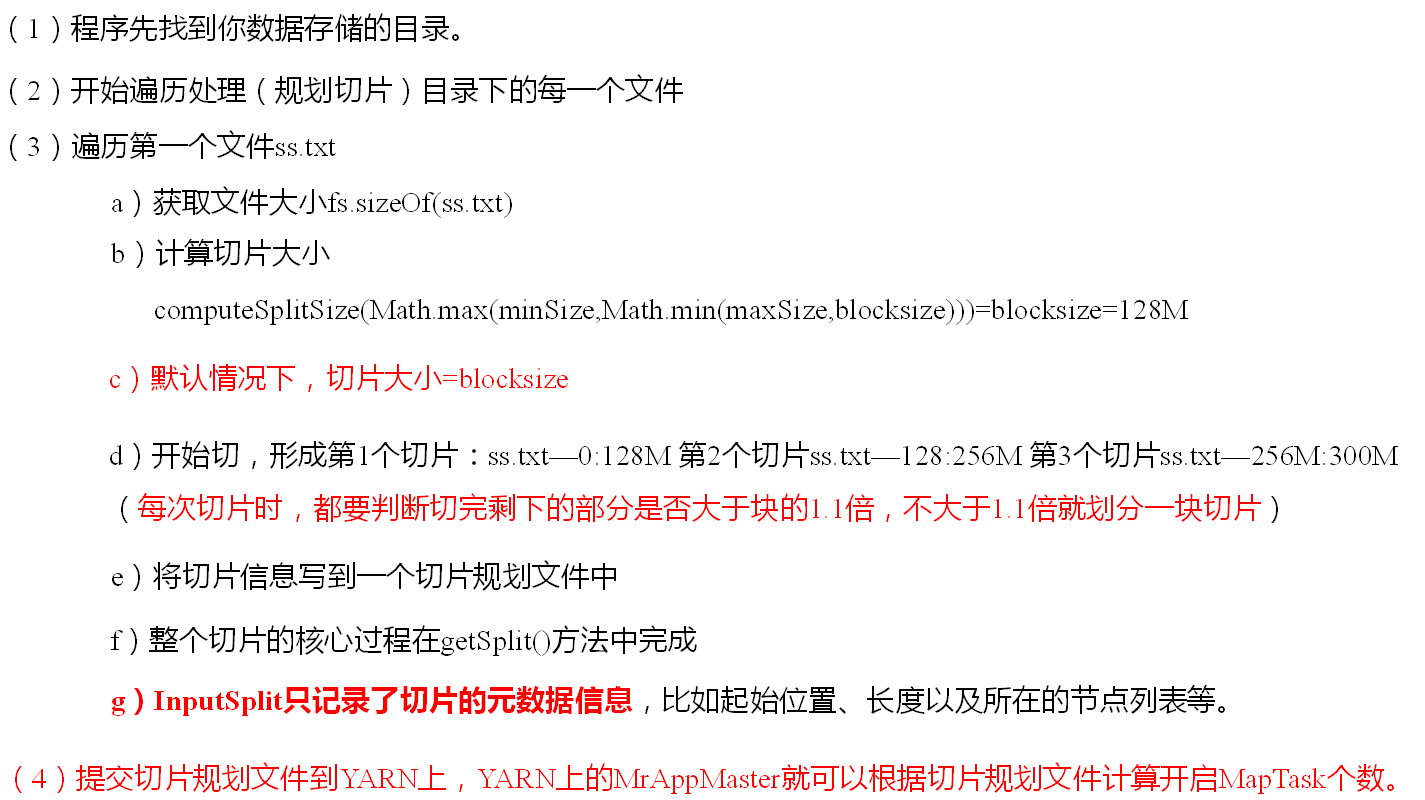 （1）程序先找到你数据存储的目录。
（2）开始遍历处理（规划切片）目录下的每一个文件
（3）遍历第一个文件ss.txt
a）获取文件大小fs.sizeOf(ss.txt)
b）计算切片大小
computeSplitSize(Math.max(minSize,Math.min(maxSize,blocksize)))=blocksize=128M
c）默认情况下，切片大小=blocksize
d）开始切，形成第1个切片：ss.txt—0:128M 第2个切片ss.txt—128:256M 第3个切片ss.txt—256M:300M
（每次切片时，都要判断切完剩下的部分是否大于块的1.1倍，不大于1.1倍就划分一块切片）
e）将切片信息写到一个切片规划文件中
f）整个切片的核心过程在getSplit()方法中完成
g）InputSplit只记录了切片的元数据信息，比如起始位置、长度以及所在的节点列表等。
（4）提交切片规划文件到YARN上，YARN上的MrAppMaster就可以根据切片规划文件计算开启MapTask个数。